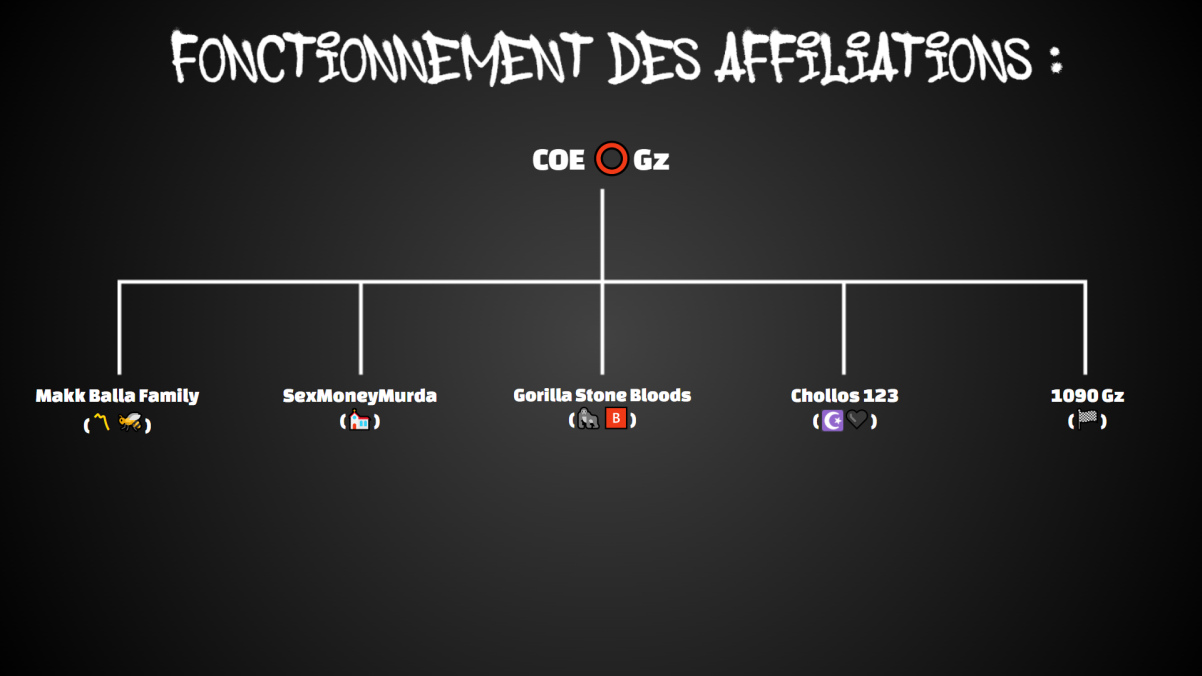 FONCTIONNEMENT DES AFFILIATIONS :
COE ⭕ Gz
Makk Balla Family
(〽️ 🐝)
SexMoneyMurda
(⛪)
Gorilla Stone Bloods
(🦍 🅱️)
Chollos 123
(☪️🖤)
1090 Gz
(🏁)